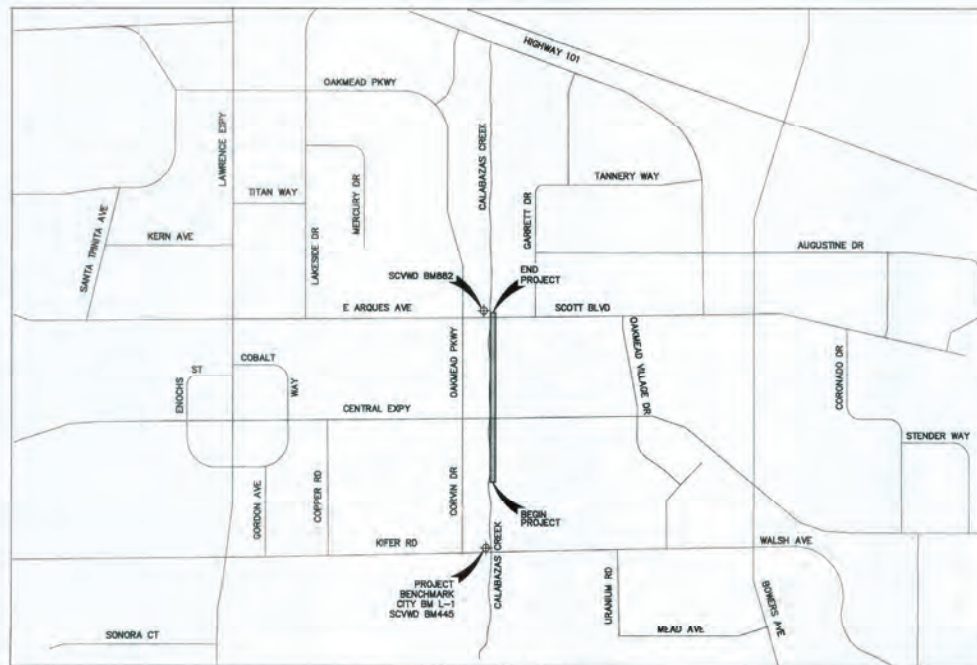 HIGHWAY 101
OAKMEAD PKWY
LAWRENCE EXPY
CALABAZAS CREEK
TITAN WAY
MERCURY DR
TANNERY WAY
GARRETT DR
SANTA TRINITA AVE
KERN AVE
LAKESIDE DR
AUGUSTINE DR
SCVWD BM882
END
PROJECT
E ARQUES AVE
SCOTT BLVD
OAKMEAD PKWY
OAKMEAD VILLAGE DR
COBALT
WAY
ENOCHS
ST
CORONADO DR
CENTRAL EXPY
STENDER WAY
GORDON AVE
COPPER RD
CORVIN DR
BEGIN
PROJECT
KIFER RD
CALABAZAS CREEK
WALSH AVE
PROJECT
BENCHMARK
CITY BM L-1
SCVWD BM445
URANIUM RD
BOWERS AVE
MEAD AVE
SONORA CT